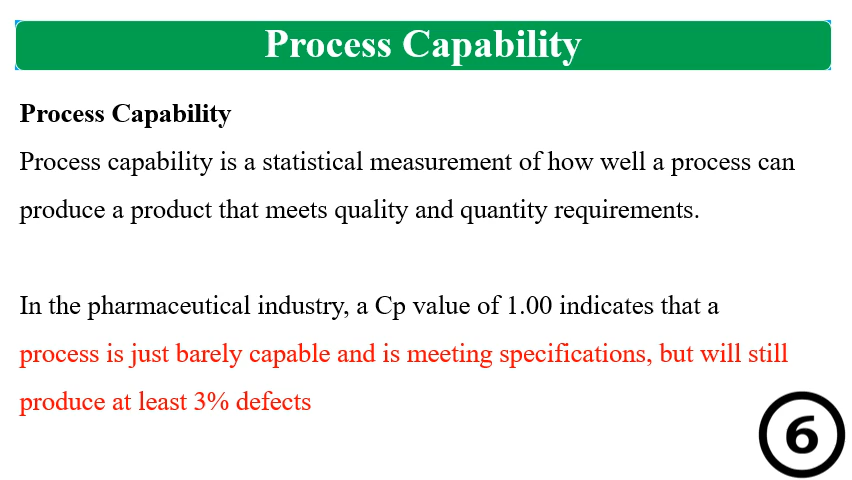 Process Capability
Process Capability
Process capability is a statistical measurement of how well a process can
produce a product that meets quality and quantity requirements.
In the pharmaceutical industry, a Cp value of 1.00 indicates that a
process is just barely capable and is meeting specifications, but will still
produce at least 3% defects
6